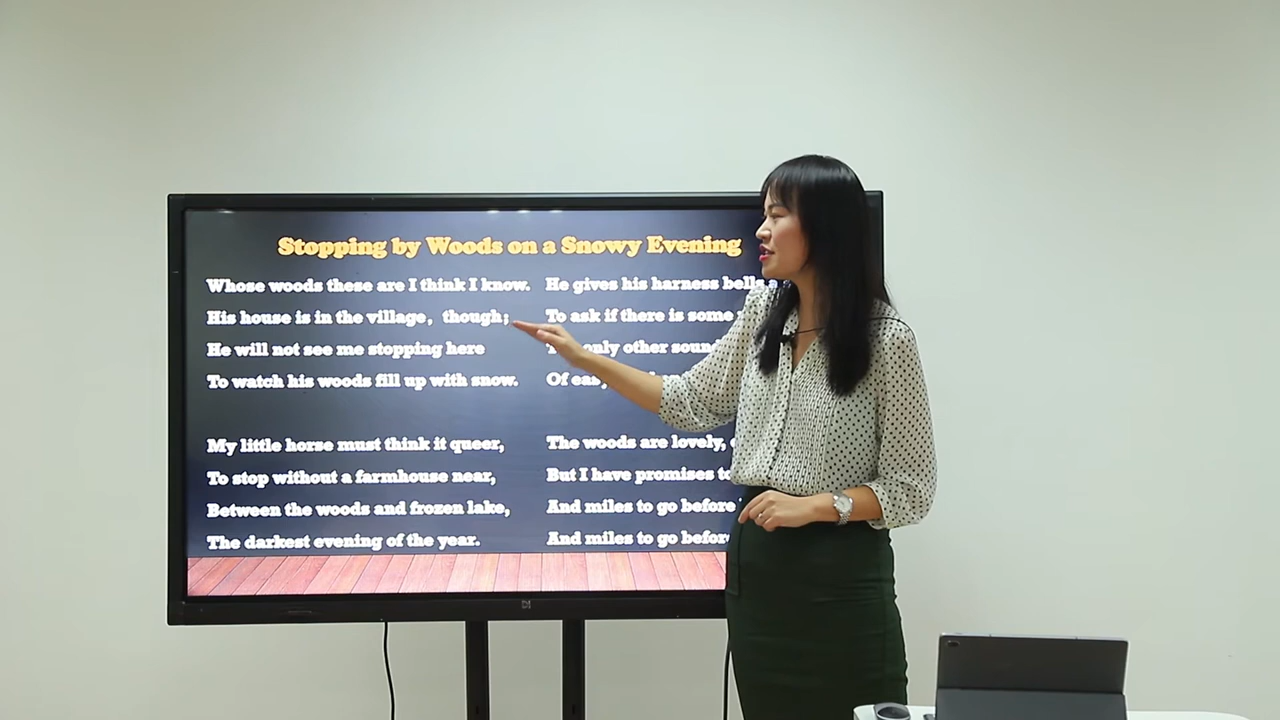 Stopping by Woods on a Snowy Evening
Whose woods these are I think I know.
His house is in the village, though;
He will not see me stopping here
To watch his woods fill up with snow.
My little horse must think it queer,
To stop without a farmhouse near,
Between the woods and frozen lake,
The darkest evening of the year.
He gives his harness bells
To ask if there is some
only other
Of
The woods are lovely,
But I have promises
And miles to go before
And miles to go before